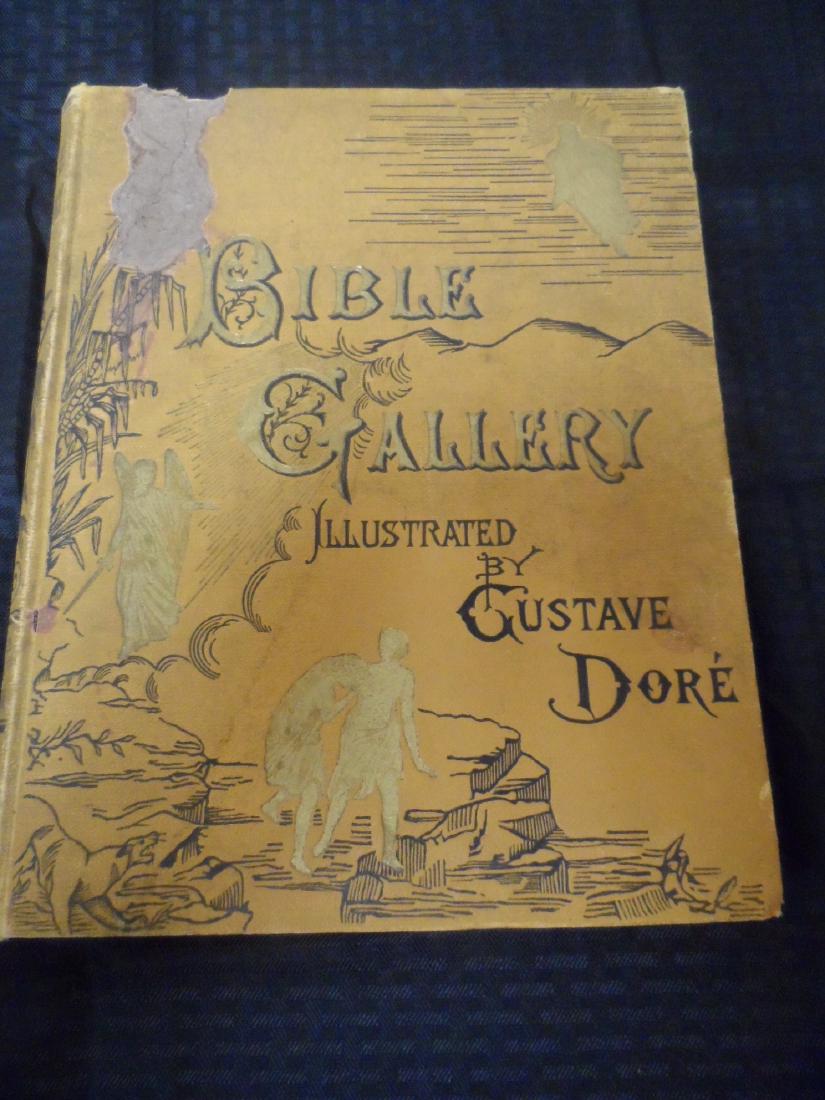 BIBLE
GALLERY
ILLUSTRATED
BY
GUSTAVE
DORÉ